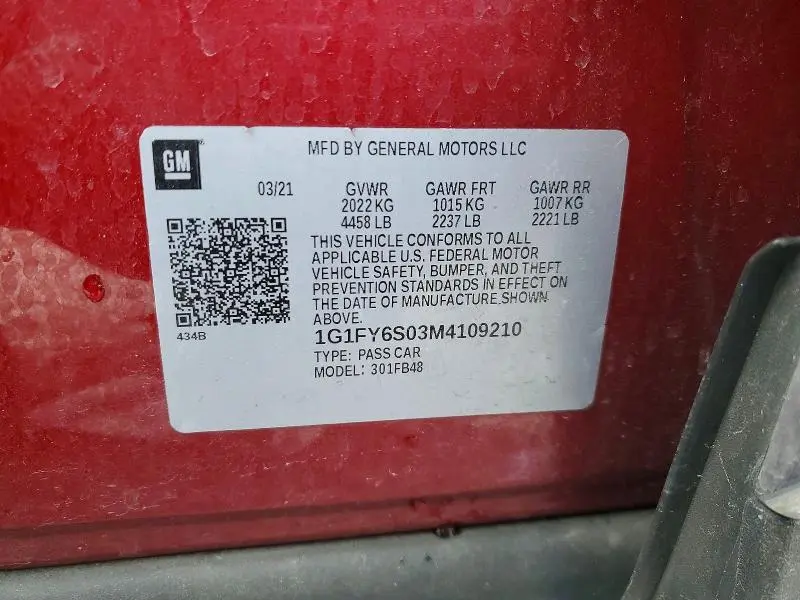 GM
MFD BY GENERAL MOTORS LLC
03/21 GVWR GAWR FRT GAWR RR
2022 KG 1015 KG 1007 KG
4458 LB 2237 LB 2221 LB
THIS VEHICLE CONFORMS TO ALL
APPLICABLE U.S. FEDERAL MOTOR
VEHICLE SAFETY, BUMPER, AND THEFT
PREVENTION STANDARDS IN EFFECT ON
THE DATE OF MANUFACTURE SHOWN
ABOVE.
434B
1G1FY6S03M4109210
TYPE: PASS CAR
MODEL: 301FB48